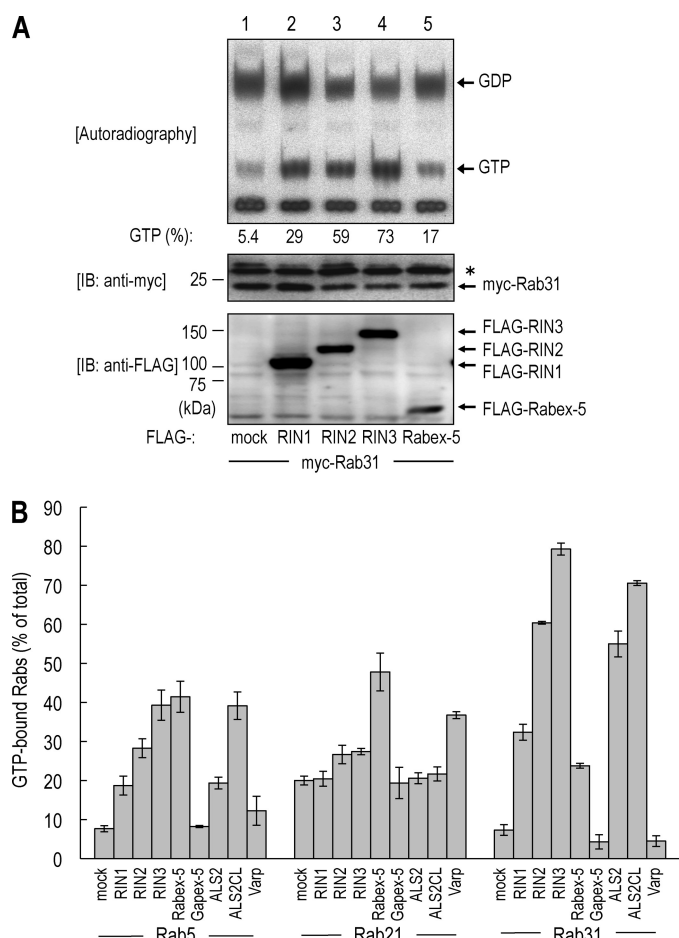 A
1 2 3 4 5
[Autoradiography]
GDP
GTP
GTP (%): 5.4 29 59 73 17
[IB: anti-myc]
25
*
myc-Rab31
[IB: anti-FLAG]
150
100
75
(kDa)
FLAG-RIN3
FLAG-RIN2
FLAG-RIN1
FLAG-Rabex-5
FLAG-: mock RIN1 RIN2 RIN3 Rabex-5
myc-Rab31
B
GTP-bound Rabs (% of total)
90
80
70
60
50
40
30
20
10
0
mock RIN1 RIN2 RIN3 Rabex-5 Gapex-5 ALS2 ALS2CL Varp
mock RIN1 RIN2 RIN3 Rabex-5 Gapex-5 ALS2 ALS2CL Varp
mock RIN1 RIN2 RIN3 Rabex-5 Gapex-5 ALS2 ALS2CL Varp
Rab5 Rab21 Rab31